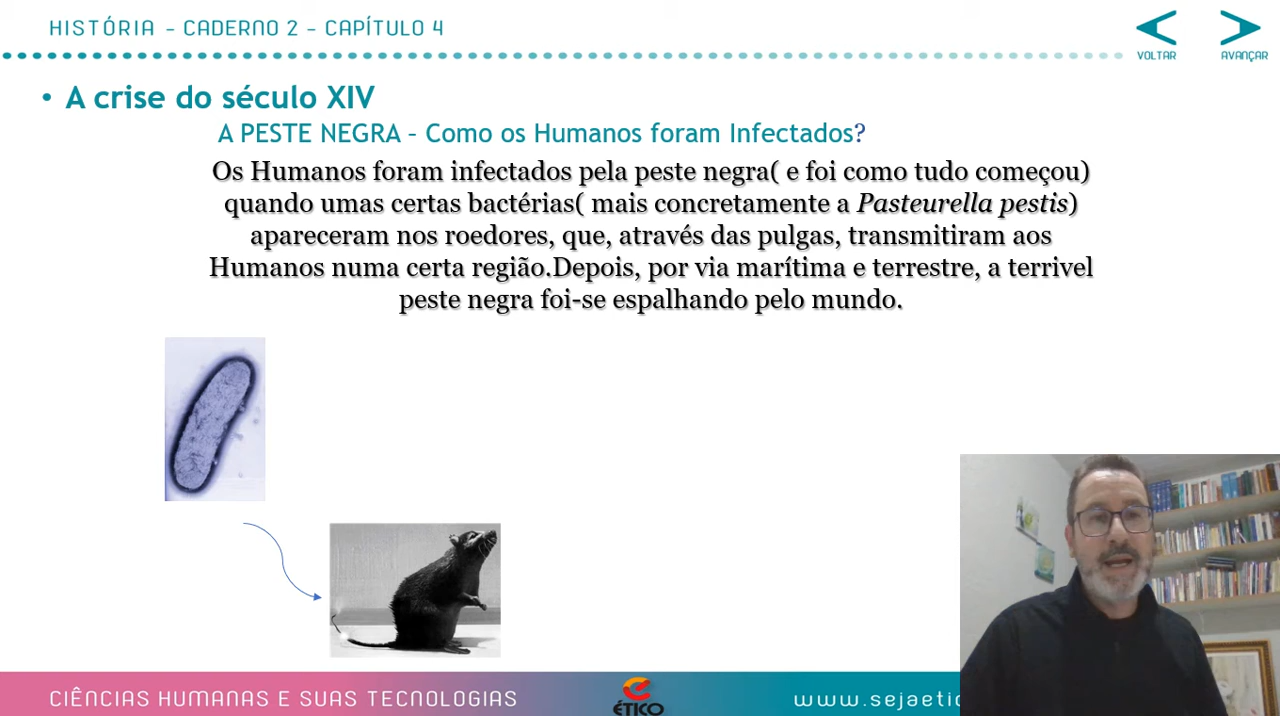 HISTÓRIA - CADERNO 2 - CAPÍTULO 4
VOLTAR
AVANÇAR
• A crise do século XIV
A PESTE NEGRA – Como os Humanos foram Infectados?
Os Humanos foram infectados pela peste negra( e foi como tudo começou)
quando umas certas bactérias( mais concretamente a Pasteurella pestis)
apareceram nos roedores, que, através das pulgas, transmitiram aos
Humanos numa certa região.Depois, por via marítima e terrestre, a terrivel
peste negra foi-se espalhando pelo mundo.
CIÊNCIAS HUMANAS E SUAS TECNOLOGIAS
ÉTICO
www.sejaetic